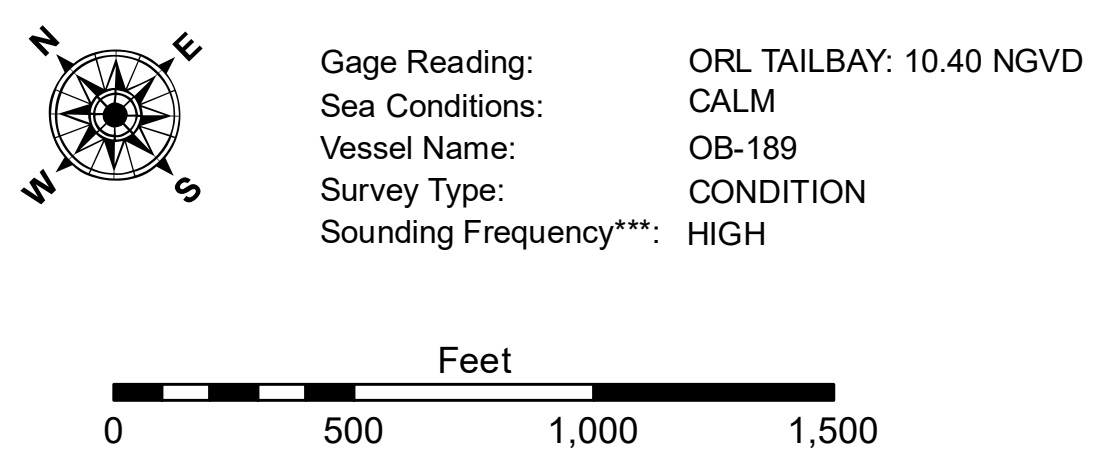 N E
W S
Gage Reading: ORL TAILBAY: 10.40 NGVD
Sea Conditions: CALM
Vessel Name: OB-189
Survey Type: CONDITION
Sounding Frequency***: HIGH
Feet
0 500 1,000 1,500